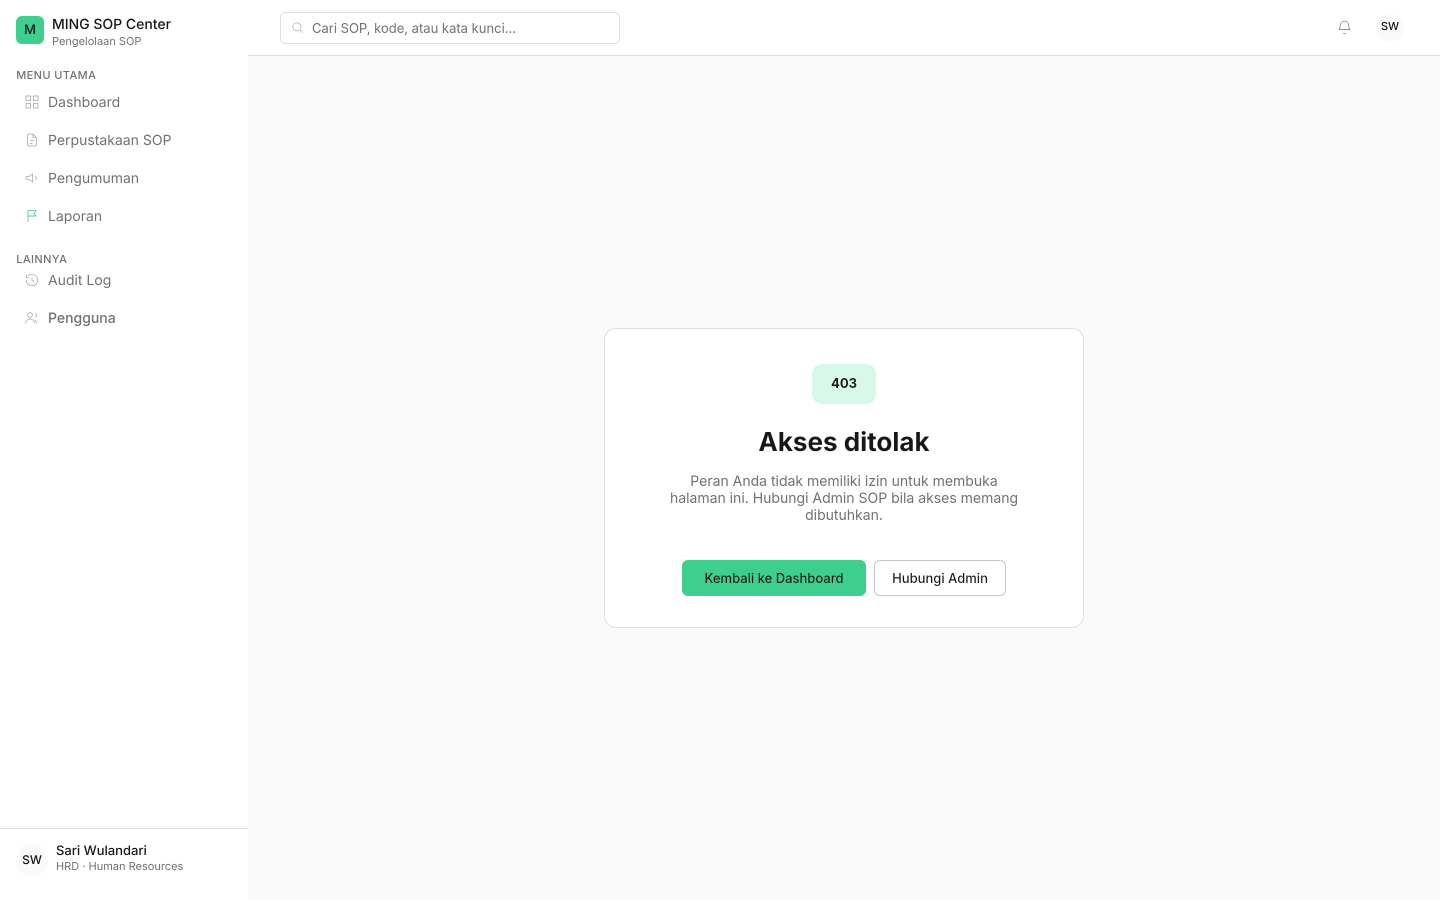 M
MING SOP Center
Pengelolaan SOP
MENU UTAMA
Dashboard
Perpustakaan SOP
Pengumuman
Laporan
LAINNYA
Audit Log
Pengguna
SW
Sari Wulandari
HRD · Human Resources
Cari SOP, kode, atau kata kunci...
SW
403
Akses ditolak
Peran Anda tidak memiliki izin untuk membuka
halaman ini. Hubungi Admin SOP bila akses memang
dibutuhkan.
Kembali ke Dashboard
Hubungi Admin